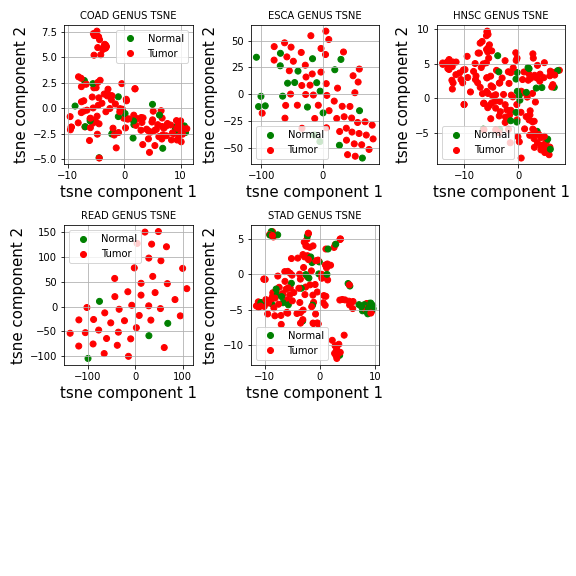 COAD GENUS TSNE
7.5
5.0
2.5
0.0
−2.5
−5.0
−10
0
10
tsne component 2
tsne component 1
Normal
Tumor
ESCA GENUS TSNE
50
25
0
−25
−50
−100
0
tsne component 2
tsne component 1
Normal
Tumor
HNSC GENUS TSNE
10
5
0
−5
−10
0
tsne component 2
tsne component 1
Normal
Tumor
READ GENUS TSNE
150
100
50
0
−50
−100
−100
0
100
tsne component 2
tsne component 1
Normal
Tumor
STAD GENUS TSNE
5
0
−5
−10
−10
0
10
tsne component 2
tsne component 1
Normal
Tumor